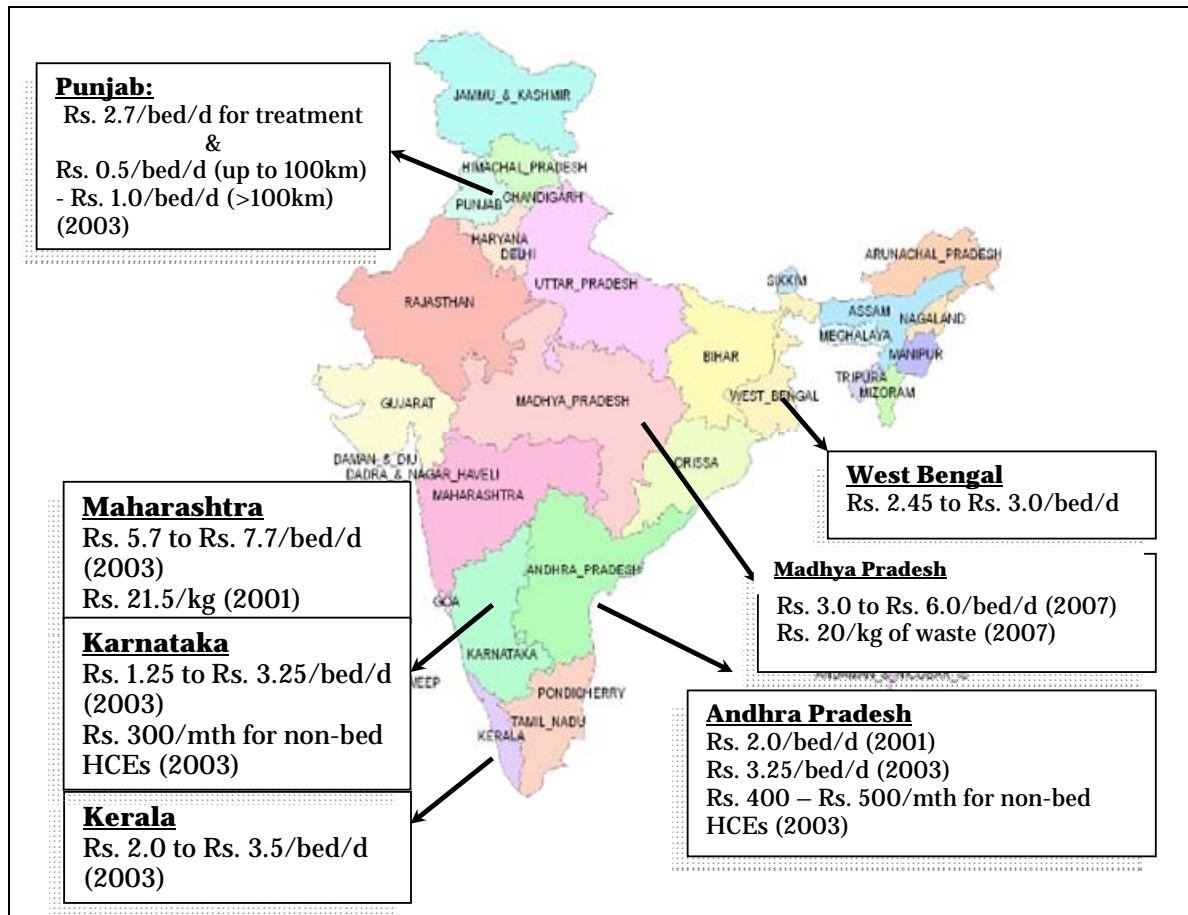 Punjab:
Rs. 2.7/bed/d for treatment
&
Rs. 0.5/bed/d (up to 100km)
- Rs. 1.0/bed/d (>100km)
(2003)
JAMMU_&_KASHMIR
HIMACHAL_PRADESH
CHANDIGARH
PUNJAB
HARYANA
DELHI
UTTAR_PRADESH
RAJASTHAN
ARUNACHAL_PRADESH
SIKKIM
ASSAM
NAGALAND
MEGHALAYA
MANIPUR
TRIPURA
MIZORAM
BIHAR
WEST_BENGAL
GUJARAT
MADHYA_PRADESH
ORISSA
DAMAN_&_DIU
DADRA_&_NAGAR_HAVELI
MAHARASHTRA
West Bengal
Rs. 2.45 to Rs. 3.0/bed/d
Maharashtra
Rs. 5.7 to Rs. 7.7/bed/d
(2003)
Rs. 21.5/kg (2001)
ANDHRA_PRADESH
GOA
Madhya Pradesh
Rs. 3.0 to Rs. 6.0/bed/d (2007)
Rs. 20/kg of waste (2007)
Karnataka
Rs. 1.25 to Rs. 3.25/bed/d
(2003)
Rs. 300/mth for non-bed
HCEs (2003)
KARNATAKA
WEEP
PONDICHERRY
TAMIL_NADU
KERALA
ANDAMAN_&_NICOBAR_IS
Andhra Pradesh
Rs. 2.0/bed/d (2001)
Rs. 3.25/bed/d (2003)
Rs. 400 – Rs. 500/mth for non-bed
HCEs (2003)
Kerala
Rs. 2.0 to Rs. 3.5/bed/d
(2003)